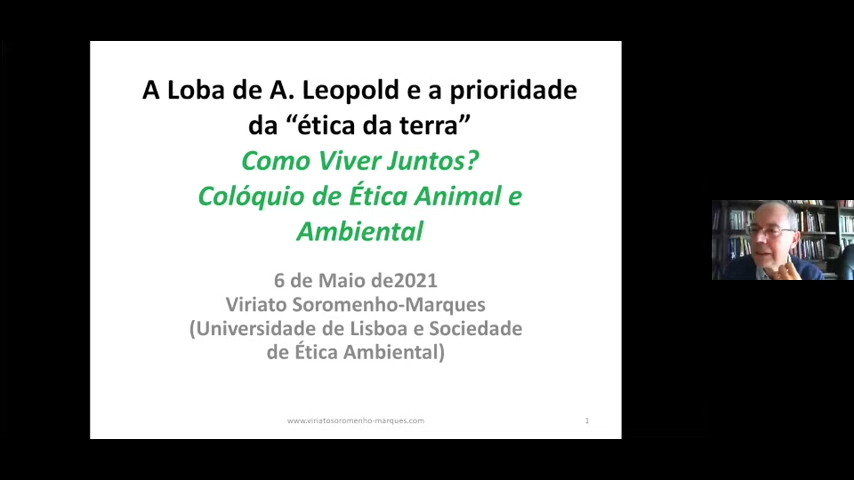 A Loba de A. Leopold e a prioridade
da “ética da terra”
Como Viver Juntos?
Colóquio de Ética Animal e
Ambiental
6 de Maio de2021
Viriato Soromenho-Marques
(Universidade de Lisboa e Sociedade
de Ética Ambiental)
www.viriatosoromenho-marques.com
1